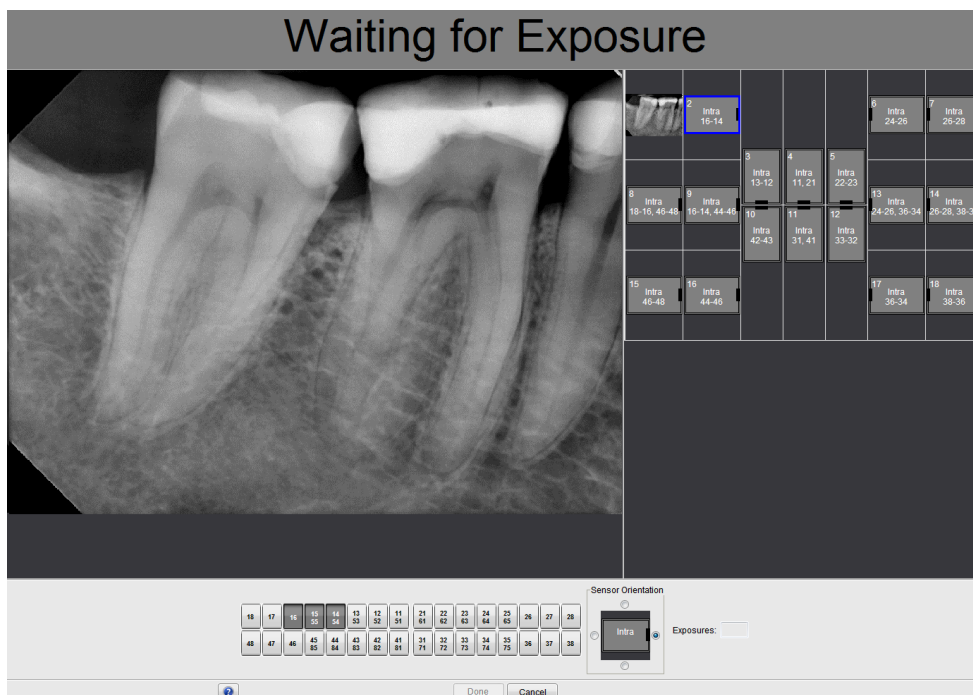 Waiting for Exposure
2
Intra
16-14
6
Intra
24-26
7
Intra
26-28
3
Intra
13-12
4
Intra
11, 21
5
Intra
22-23
8
Intra
18-16, 46-48
9
Intra
16-14, 44-46
13
Intra
24-26, 36-34
14
Intra
26-28, 38-3
10
Intra
42-43
11
Intra
31, 41
12
Intra
33-32
15
Intra
46-48
16
Intra
44-46
17
Intra
36-34
18
Intra
38-36
Sensor Orientation
Intra
Exposures:
18 17 16 15 14 13 12 11 21 22 23 24 25 26 27 28
55 54 53 52 51 61 62 63 64 65
48 47 46 45 44 43 42 41 31 32 33 34 35 36 37 38
85 84 83 82 81 71 72 73 74 75
?
Done Cancel